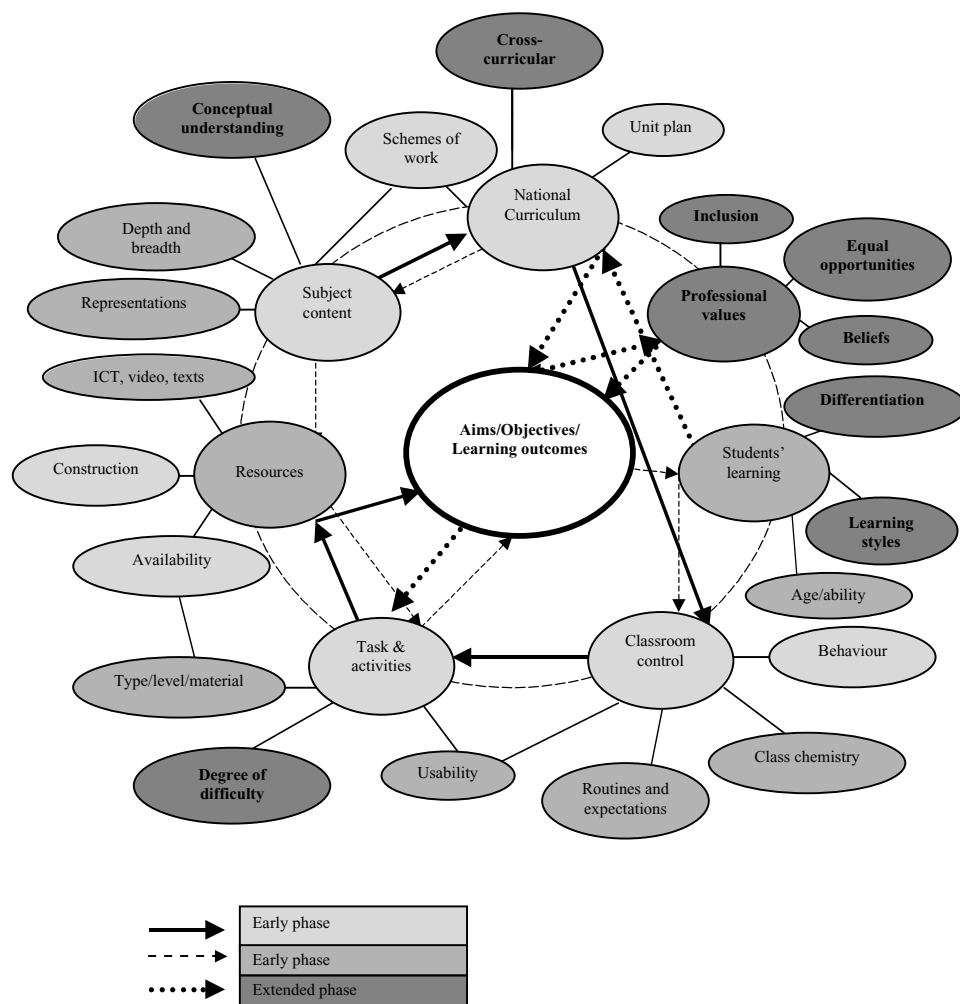 Cross-
curricular
Conceptual
understanding
Schemes of
work
Unit plan
National
Curriculum
Inclusion
Depth and
breadth
Equal
opportunities
Representations
Subject
content
Professional
values
Beliefs
ICT, video, texts
Differentiation
Aims/Objectives/
Learning outcomes
Construction
Resources
Students’
learning
Learning
styles
Availability
Age/ability
Task &
activities
Classroom
control
Behaviour
Type/level/material
Class chemistry
Degree of
difficulty
Usability
Routines and
expectations
Early phase
Early phase
Extended phase